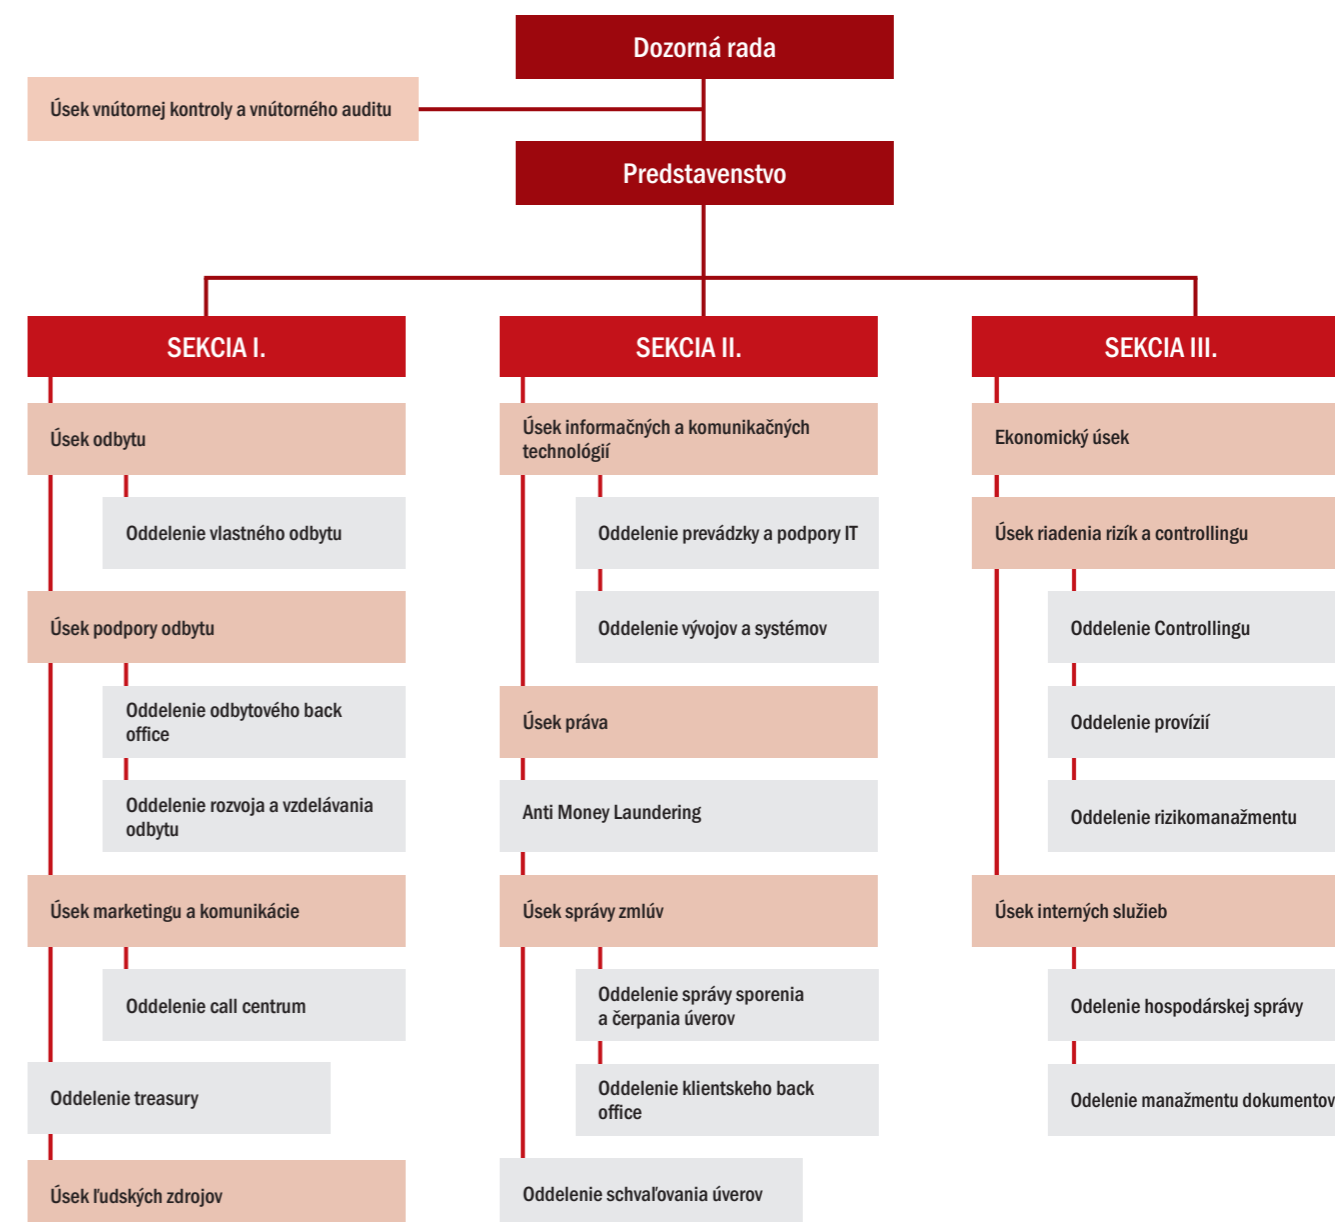 Dozorná rada
Úsek vnútornej kontroly a vnútorného auditu
Predstavenstvo
SEKCIA I.
Úsek odbytu
Oddelenie vlastného odbytu
Úsek podpory odbytu
Oddelenie odbytového back
office
Oddelenie rozvoja a vzdelávania
odbytu
Úsek marketingu a komunikácie
Oddelenie call centrum
Oddelenie treasury
Úsek ľudských zdrojov
SEKCIA II.
Úsek informačných a komunikačných
technológií
Oddelenie prevádzky a podpory IT
Oddelenie vývojov a systémov
Úsek práva
Anti Money Laundering
Úsek správy zmlúv
Oddelenie správy sporenia
a čerpania úverov
Oddelenie klientskeho back
office
Oddelenie schvaľovania úverov
SEKCIA III.
Ekonomický úsek
Úsek riadenia rizík a controllingu
Oddelenie Controllingu
Oddelenie provízií
Oddelenie rizikomanažmentu
Úsek interných služieb
Odelenie hospodárskej správy
Odelenie manažmentu dokumentov